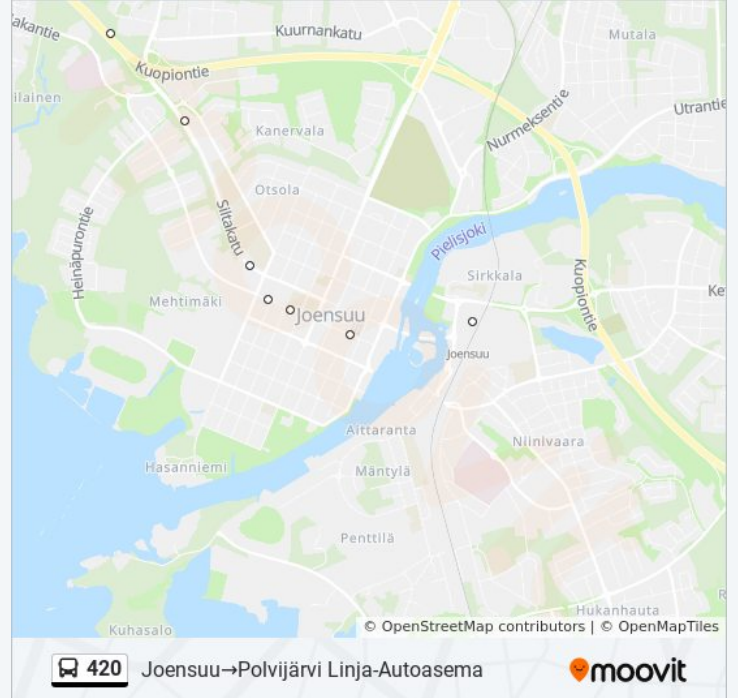 akantie
Kuurnankatu
Mutala
Kuopiontie
ilainen
Nurmeksentie
Utrantie
Kanervala
Otsola
Siltakatu
Heinäpurontie
Pielisjoki
Sirkkala
Kuopiontie
Ke
Mehtimäki
Joensuu
Joensuu
Aittaranta
Niinivaara
Hasanniemi
Mäntylä
Penttilä
R
Hukanhauta
Kuhasalo
© OpenStreetMap contributors | © OpenMapTiles
420 Joensuu→Polvijärvi Linja-Autoasema
moovit